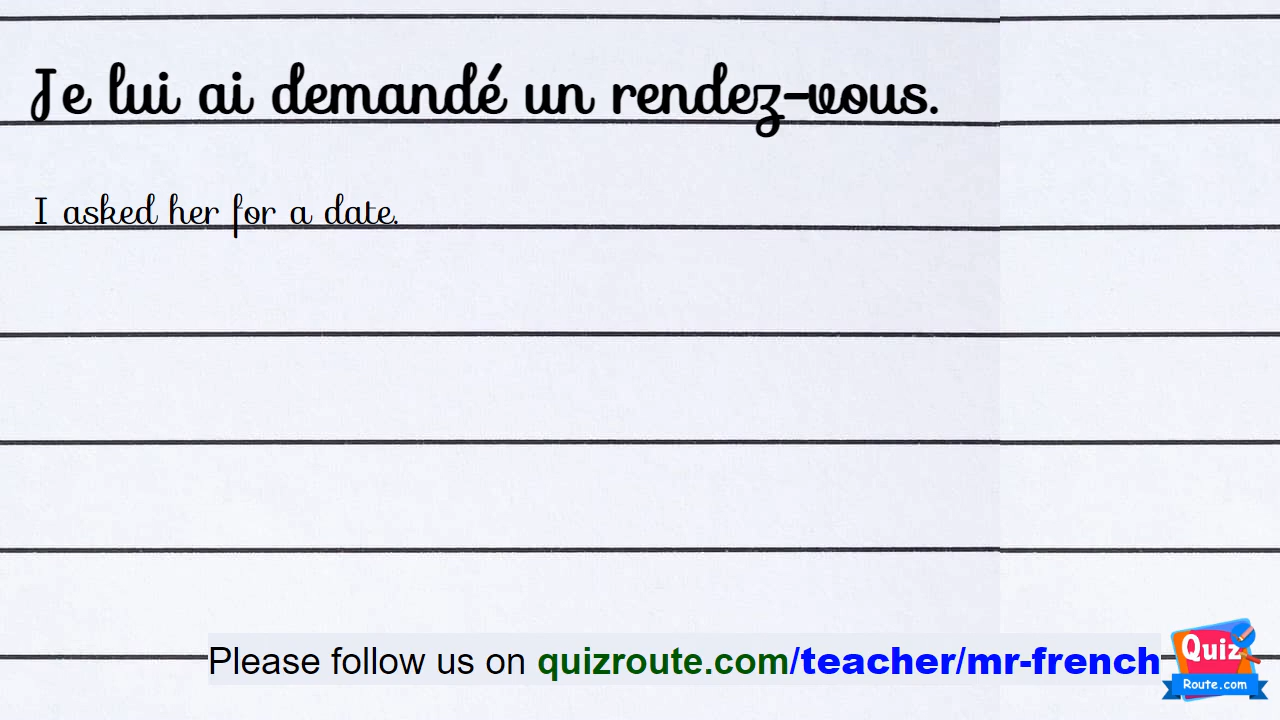 Je lui ai demandé un rendez-vous.
I asked her for a date.
Please follow us on quizroute.com/teacher/mr-french
Quiz
Route.com